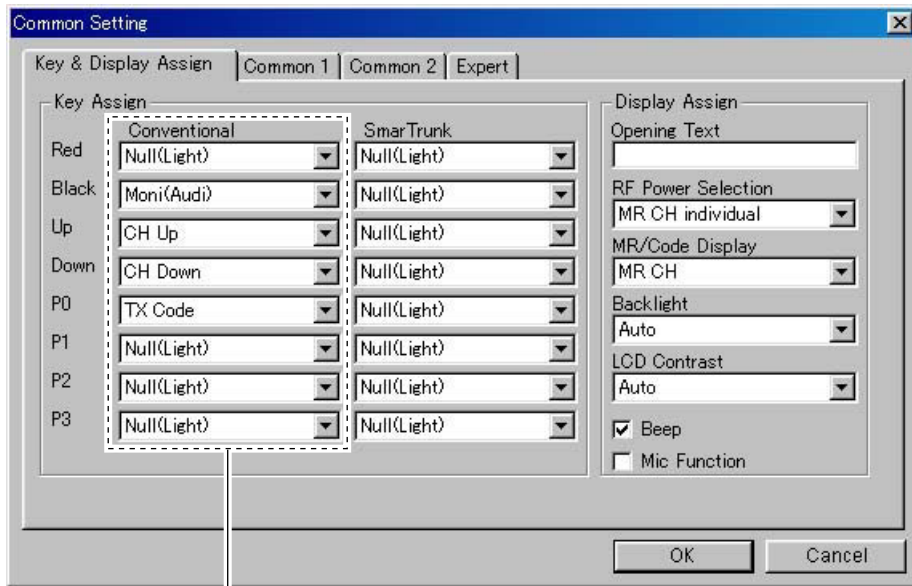 Common Setting
Key & Display Assign Common 1 Common 2 Expert
Key Assign
Conventional SmarTrunk
Red Null(Light) Null(Light)
Black Moni(Audi) Null(Light)
Up CH Up Null(Light)
Down CH Down Null(Light)
P0 TX Code Null(Light)
P1 Null(Light) Null(Light)
P2 Null(Light) Null(Light)
P3 Null(Light) Null(Light)
Display Assign
Opening Text
RF Power Selection
MR CH individual
MR/Code Display
MR CH
Backlight
Auto
LCD Contrast
Auto
Beep
Mic Function
OK Cancel